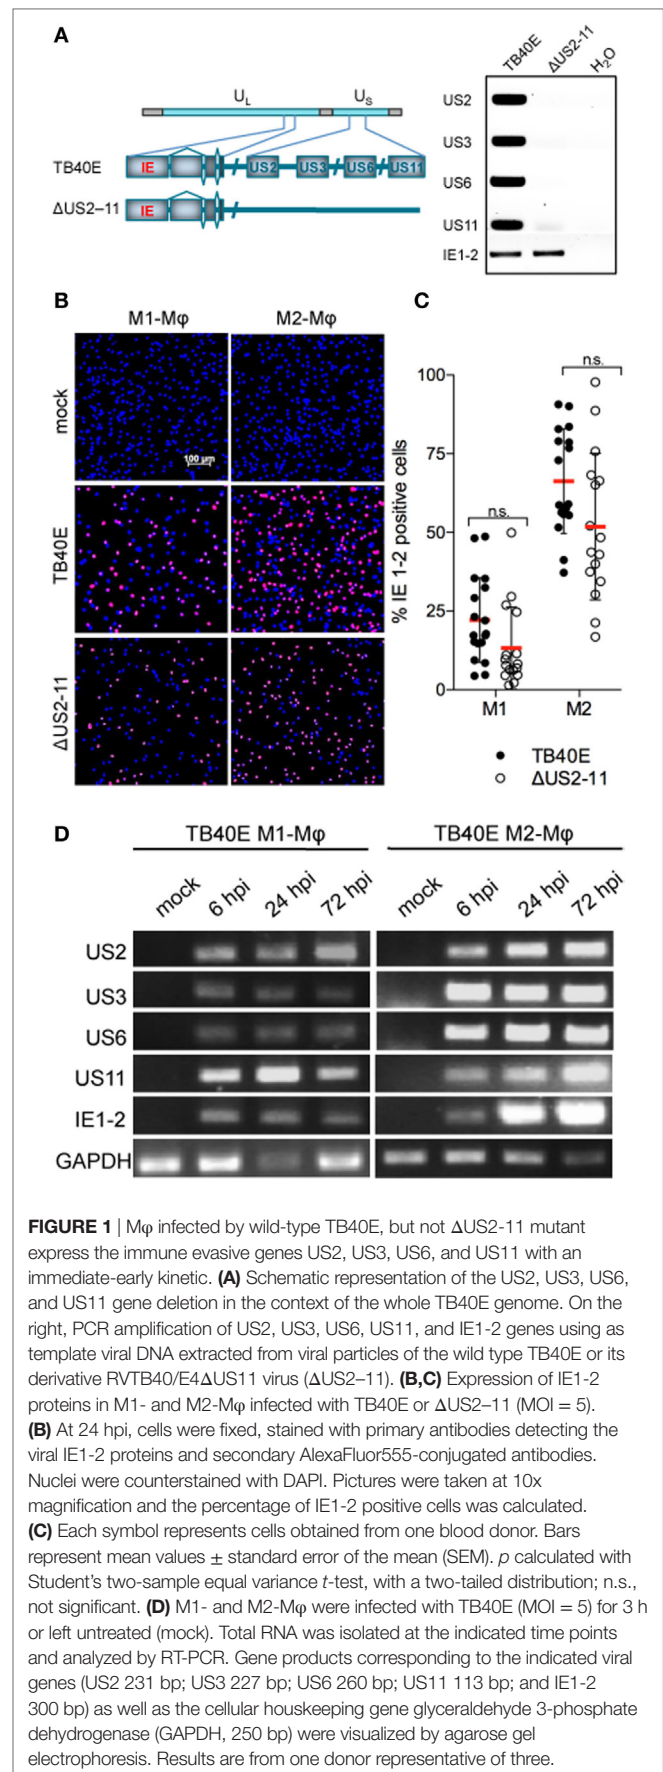 A
TB40E
ΔUS2-11
H2O
UL
US
TB40E
IE
US2
US3
US6
US11
ΔUS2–11
IE
US2
US3
US6
US11
IE1-2
B
M1-Mφ
M2-Mφ
mock
100 µm
TB40E
ΔUS2-11
C
% IE 1-2 positive cells
100
75
50
25
0
n.s.
n.s.
M1
M2
TB40E
ΔUS2-11
D
TB40E M1-Mφ
TB40E M2-Mφ
mock
6 hpi
24 hpi
72 hpi
mock
6 hpi
24 hpi
72 hpi
US2
US3
US6
US11
IE1-2
GAPDH
FIGURE 1 | Mφ infected by wild-type TB40E, but not ΔUS2-11 mutant
express the immune evasive genes US2, US3, US6, and US11 with an
immediate-early kinetic. (A) Schematic representation of the US2, US3, US6,
and US11 gene deletion in the context of the whole TB40E genome. On the
right, PCR amplification of US2, US3, US6, US11, and IE1-2 genes using as
template viral DNA extracted from viral particles of the wild type TB40E or its
derivative RVTB40/E4ΔUS11 virus (ΔUS2–11). (B,C) Expression of IE1-2
proteins in M1- and M2-Mφ infected with TB40E or ΔUS2–11 (MOI = 5).
(B) At 24 hpi, cells were fixed, stained with primary antibodies detecting the
viral IE1-2 proteins and secondary AlexaFluor555-conjugated antibodies.
Nuclei were counterstained with DAPI. Pictures were taken at 10x
magnification and the percentage of IE1-2 positive cells was calculated.
(C) Each symbol represents cells obtained from one blood donor. Bars
represent mean values ± standard error of the mean (SEM). p calculated with
Student's two-sample equal variance t-test, with a two-tailed distribution; n.s.,
not significant. (D) M1- and M2-Mφ were infected with TB40E (MOI = 5) for 3 h
or left untreated (mock). Total RNA was isolated at the indicated time points
and analyzed by RT-PCR. Gene products corresponding to the indicated viral
genes (US2 231 bp; US3 227 bp; US6 260 bp; US11 113 bp; and IE1-2
300 bp) as well as the cellular houskeeping gene glyceraldehyde 3-phosphate
dehydrogenase (GAPDH, 250 bp) were visualized by agarose gel
electrophoresis. Results are from one donor representative of three.